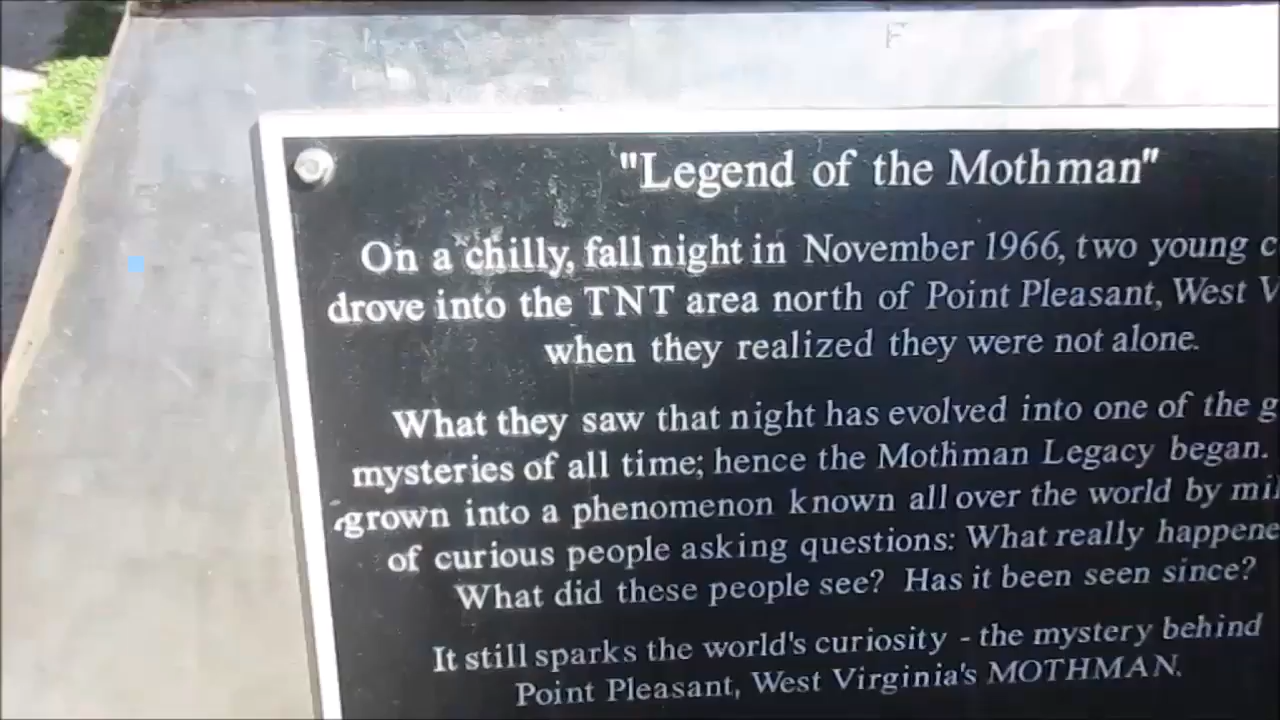 "Legend of the Mothman"
On a chilly, fall night in November 1966, two young
drove into the TNT area north of Point Pleasant, West
when they realized they were not alone.
What they saw that night has evolved into one of the
mysteries of all time; hence the Mothman Legacy began.
grown into a phenomenon known all over the world by
of curious people asking questions: What really
What did these people see? Has it been seen since?
It still sparks the world's curiosity - the mystery behind
Point Pleasant, West Virginia's MOTHMAN.